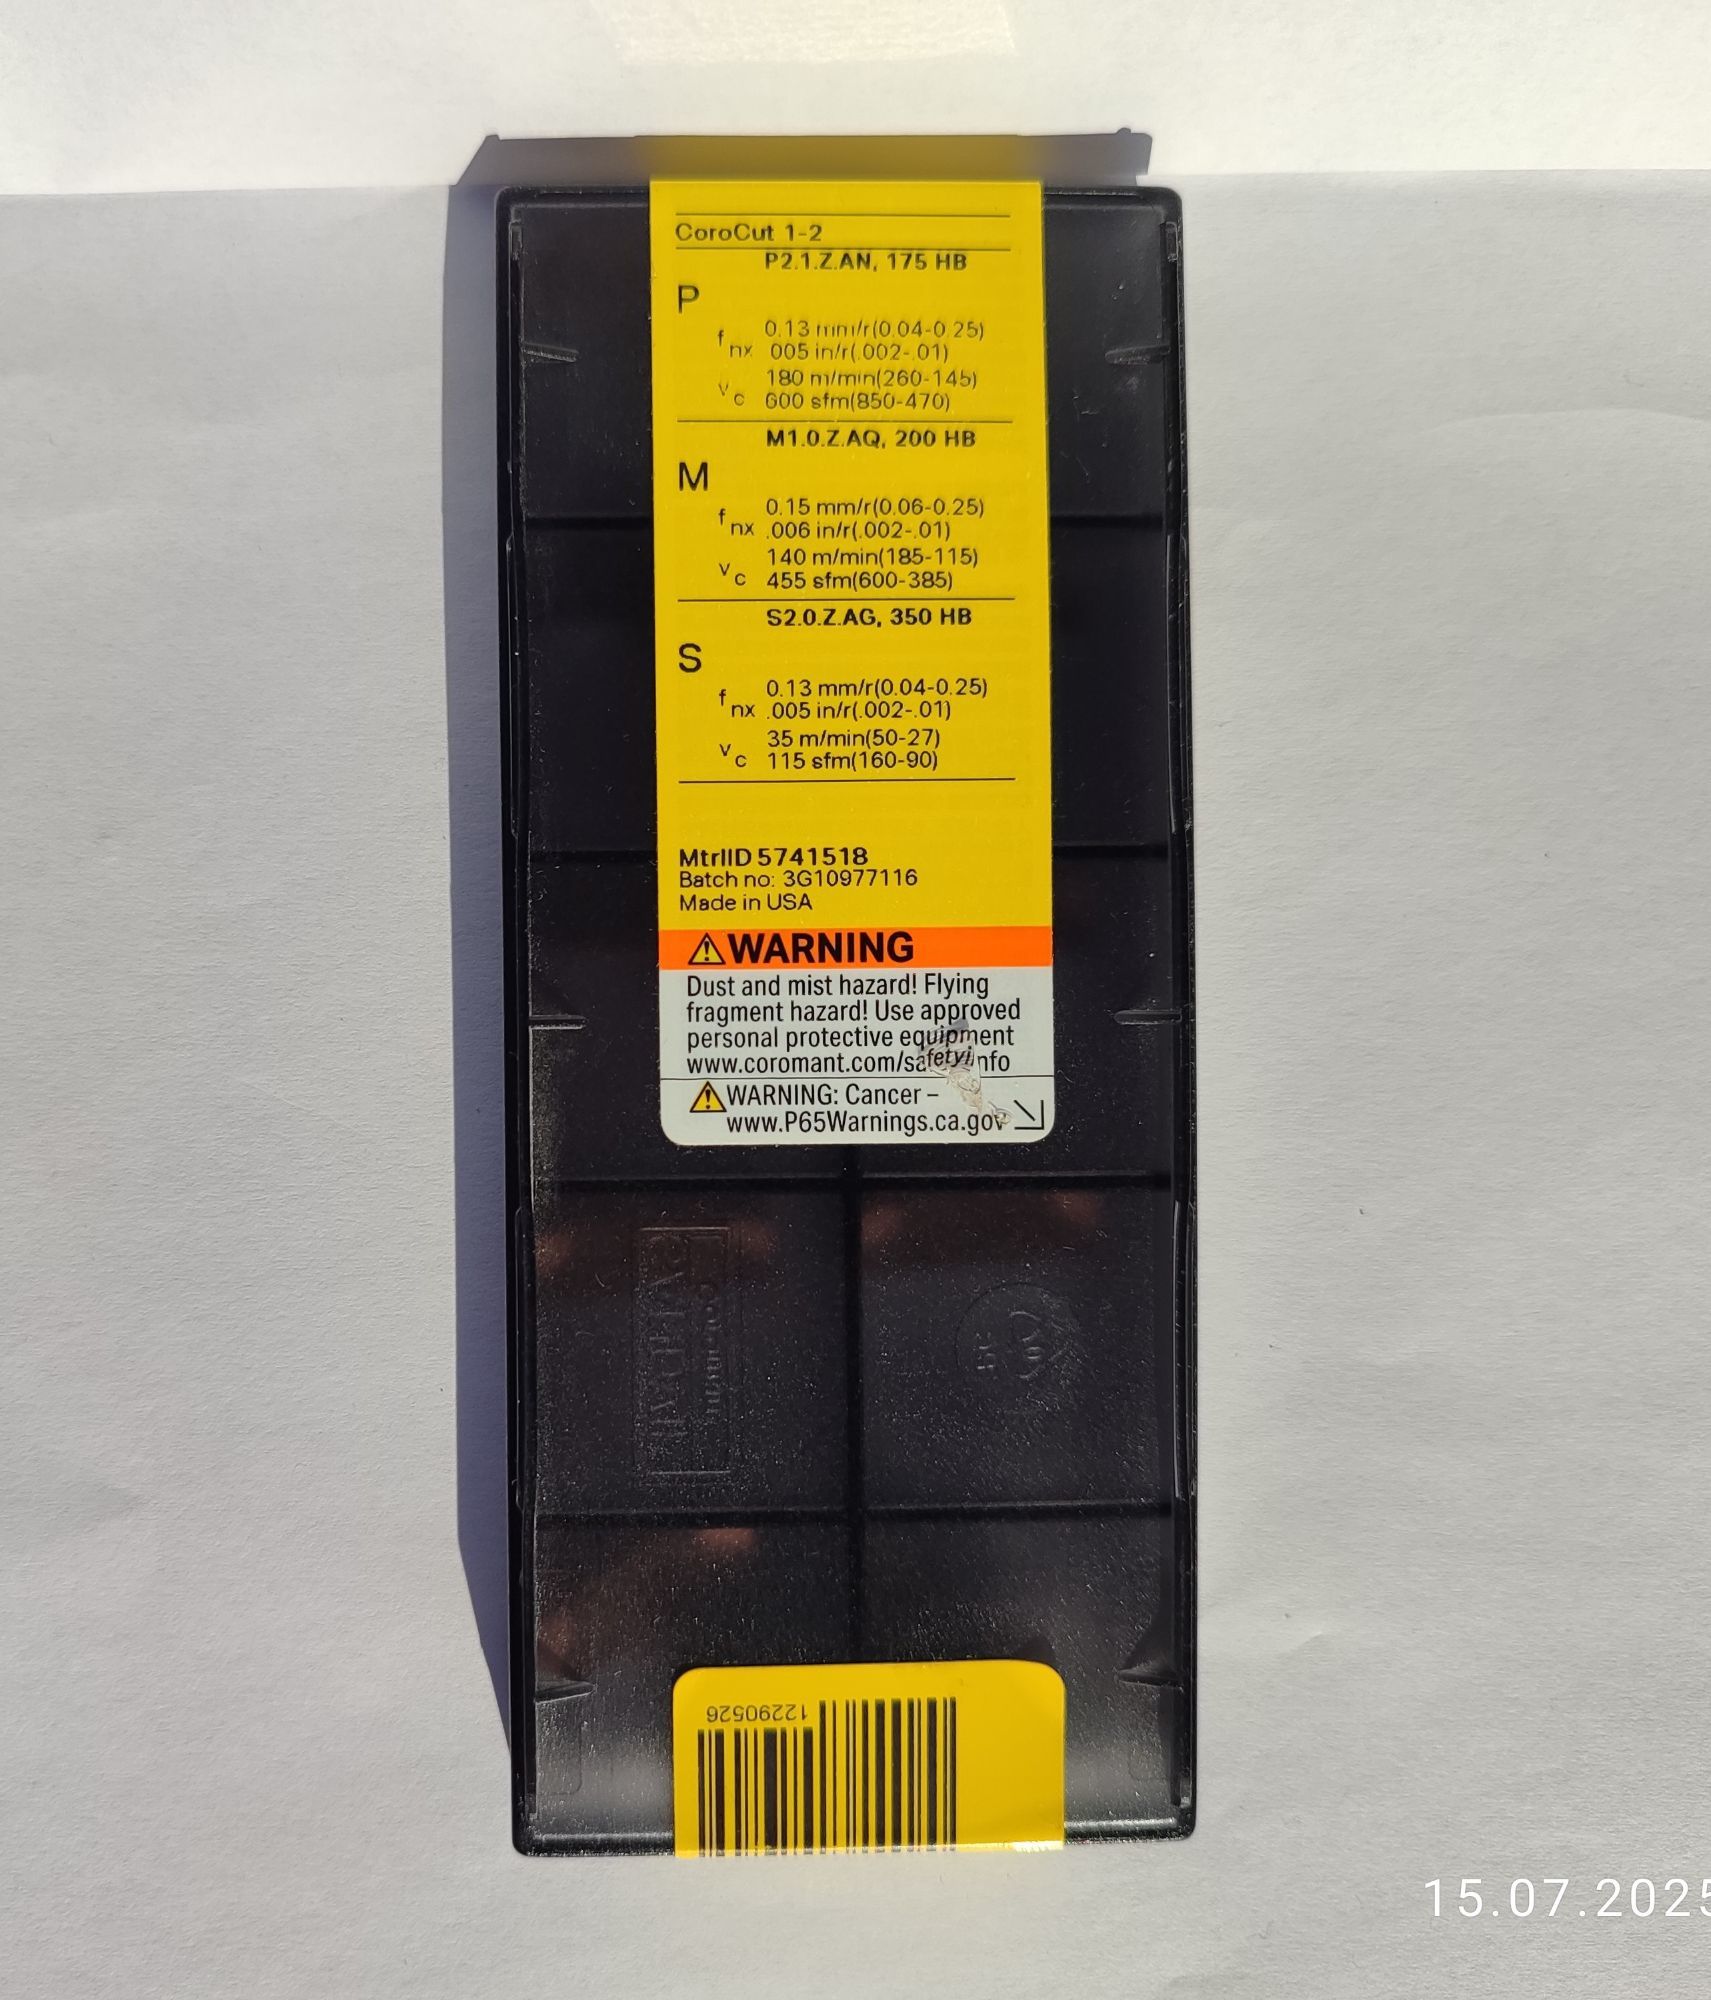 CoroCut 1-2
P2.1.Z.AN, 175 HB
P
f nx 0.13 mm/r(0.04-0.25)
.005 in/r(.002-.01)
v c 180 m/min(260-145)
600 sfm(850-470)
M1.0.Z.AQ, 200 HB
M
f nx 0.15 mm/r(0.06-0.25)
.006 in/r(.002-.01)
v c 140 m/min(185-115)
455 sfm(600-385)
S2.0.Z.AG, 350 HB
S
f nx 0.13 mm/r(0.04-0.25)
.005 in/r(.002-.01)
v c 35 m/min(50-27)
115 sfm(160-90)
MtrlID 5741518
Batch no: 3G10977116
Made in USA
WARNING
Dust and mist hazard! Flying
fragment hazard! Use approved
personal protective equipment
www.coromant.com/safetyinfo
WARNING: Cancer –
www.P65Warnings.ca.gov
SANDVIK
Coromant
12290526
15.07.2025